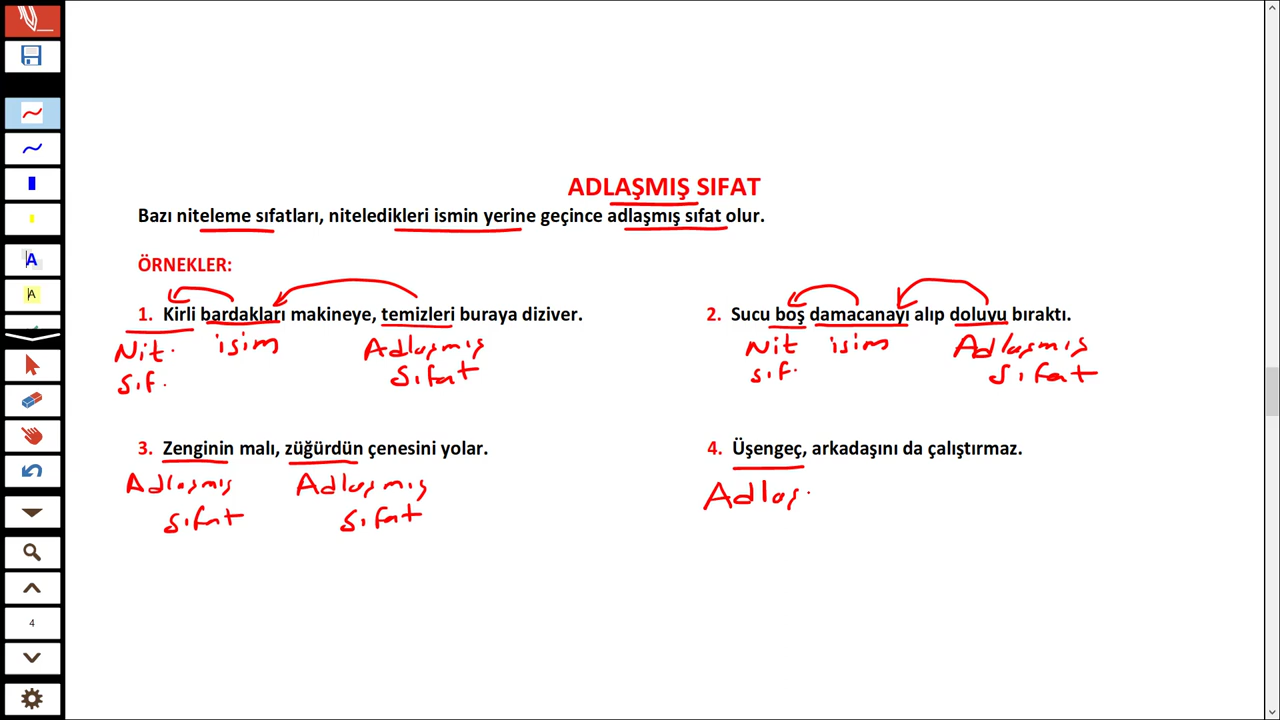 ADLAŞMIŞ SIFAT
Bazı niteleme sıfatları, niteledikleri ismin yerine geçince adlaşmış sıfat olur.
ÖRNEKLER:
1. Kirli bardakları makineye, temizleri buraya diziver.
Nit. isim Adlaşmış
sıf. sıfat
2. Sucu boş damacanayı alıp doluyu bıraktı.
Nit isim Adlaşmış
sıf. sıfat
3. Zenginin malı, züğürdün çenesini yolar.
Adlaşmış Adlaşmış
sıfat sıfat
4. Üşengeç, arkadaşını da çalıştırmaz.
Adlaş
A
A
4